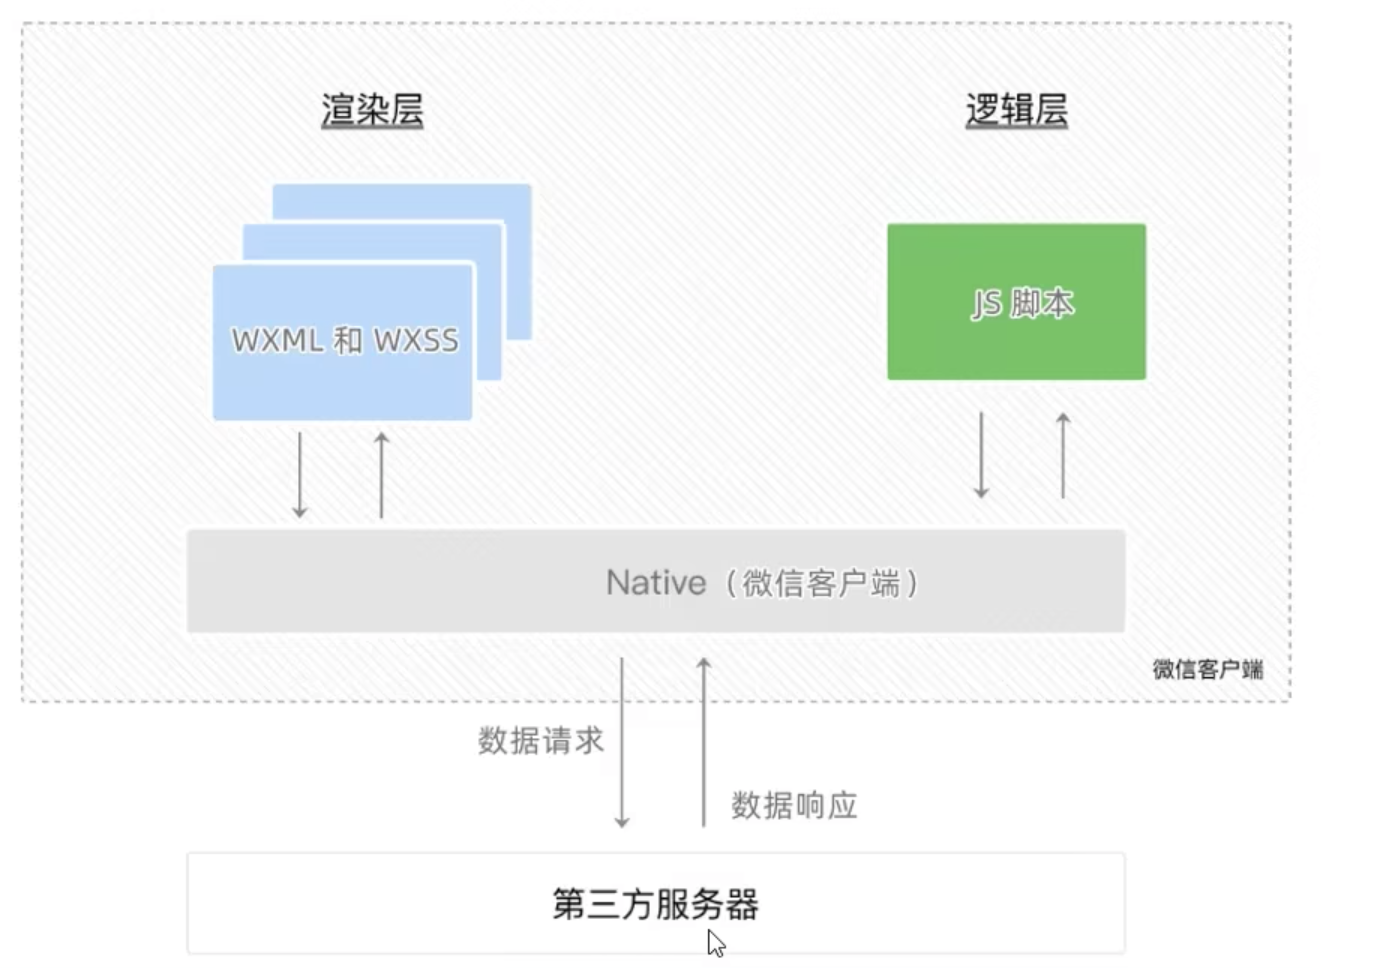 渲染层
逻辑层
WXML 和 WXSS
JS 脚本
Native（微信客户端）
微信客户端
数据请求
数据响应
第三方服务器